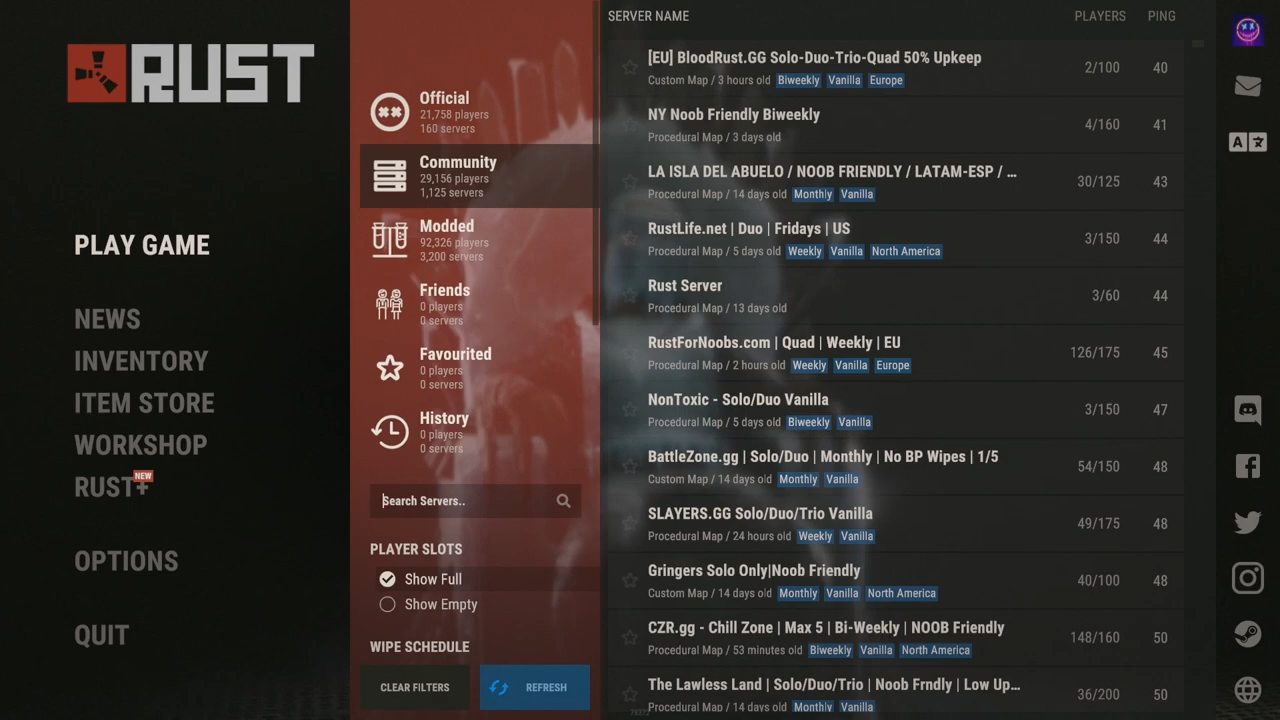 RUST
PLAY GAME
NEWS
INVENTORY
ITEM STORE
WORKSHOP
RUST+
NEW
OPTIONS
QUIT
Official
21,758 players
160 servers
Community
29,156 players
1,125 servers
Modded
92,326 players
3,200 servers
Friends
0 players
0 servers
Favourited
0 players
0 servers
History
0 players
0 servers
Search Servers..
PLAYER SLOTS
Show Full
Show Empty
WIPE SCHEDULE
CLEAR FILTERS
REFRESH
SERVER NAME PLAYERS PING
[EU] BloodRust.GG Solo-Duo-Trio-Quad 50% Upkeep 2/100 40
Custom Map / 3 hours old Biweekly Vanilla Europe
NY Noob Friendly Biweekly 4/160 41
Procedural Map / 3 days old
LA ISLA DEL ABUELO / NOOB FRIENDLY / LATAM-ESP / ... 30/125 43
Procedural Map / 14 days old Monthly Vanilla
RustLife.net | Duo | Fridays | US 3/150 44
Procedural Map / 5 days old Weekly Vanilla North America
Rust Server 3/60 44
Procedural Map / 13 days old
RustForNoobs.com | Quad | Weekly | EU 126/175 45
Procedural Map / 2 hours old Weekly Vanilla Europe
NonToxic - Solo/Duo Vanilla 3/150 47
Procedural Map / 5 days old Biweekly Vanilla
BattleZone.gg | Solo/Duo | Monthly | No BP Wipes | 1/5 54/150 48
Custom Map / 14 days old Monthly Vanilla
SLAYERS.GG Solo/Duo/Trio Vanilla 49/175 48
Procedural Map / 24 hours old Weekly Vanilla
Gringers Solo Only|Noob Friendly 40/100 48
Custom Map / 14 days old Monthly Vanilla North America
CZR.gg - Chill Zone | Max 5 | Bi-Weekly | NOOB Friendly 148/160 50
Procedural Map / 53 minutes old Biweekly Vanilla North America
The Lawless Land | Solo/Duo/Trio | Noob Frndly | Low Up... 36/200 50
Procedural Map / 14 days old Monthly Vanilla
A